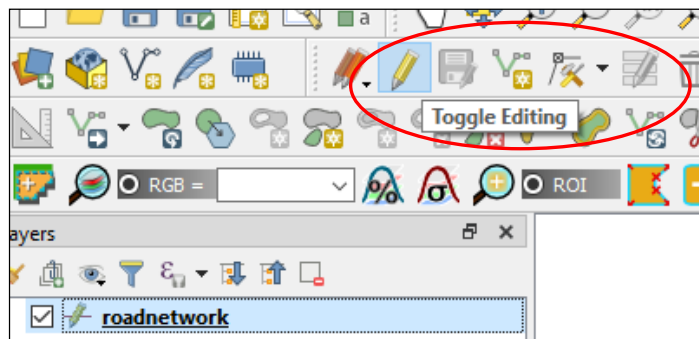 a
Toggle Editing
RGB =
ROI
ayers
roadnetwork